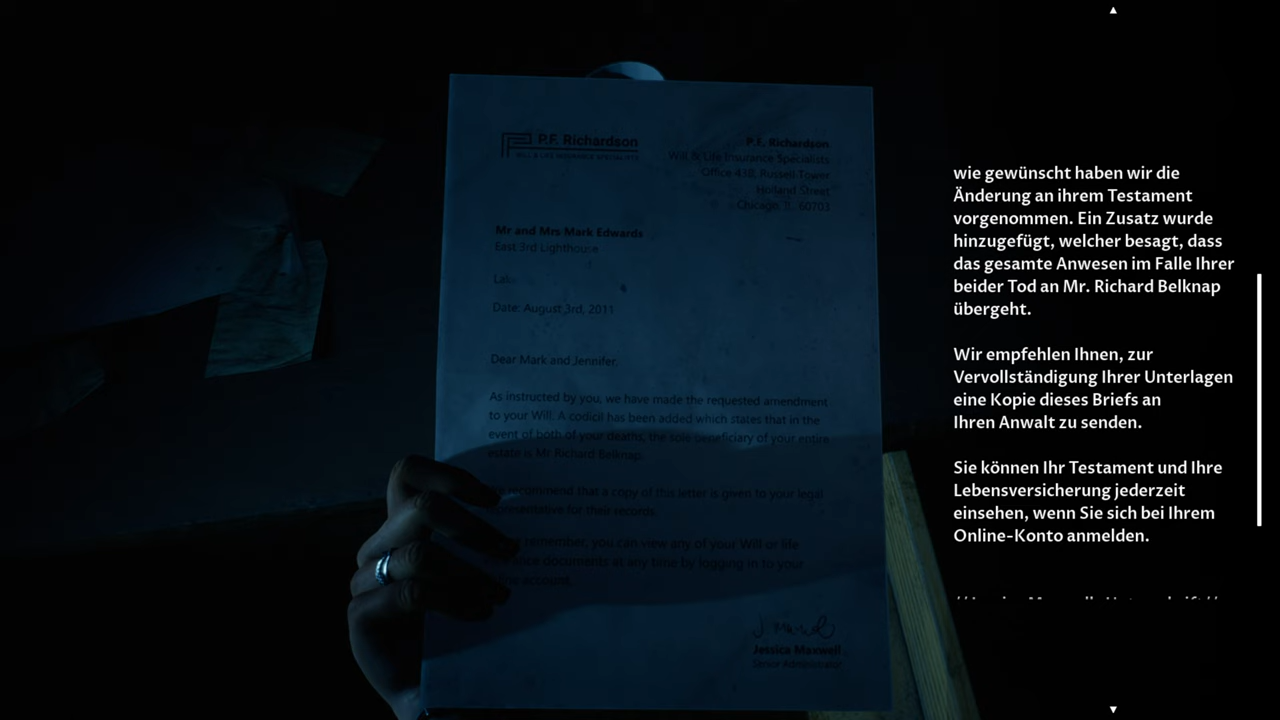 P.F. Richardson
WILL & LIFE INSURANCE SPECIALISTS
P.F. Richardson
Will & Life Insurance Specialists
Office 438, Russell Tower
Holland Street
Chicago, IL 60703
Mr and Mrs Mark Edwards
East 3rd Lighthouse
Date: August 3rd, 2011
Dear Mark and Jennifer,
As instructed by you, we have made the requested amendment
to your Will. A codicil has been added which states that in the
event of both of your deaths, the sole beneficiary of your entire
estate is Mr Richard Belknap.
recommend that a copy of this letter is given to your legal
for their records.
remember, you can view any of your Will or life
documents at any time by logging in to your
account.
J. Maxwell
Jessica Maxwell
Senior Administrator
wie gewünscht haben wir die
Änderung an ihrem Testament
vorgenommen. Ein Zusatz wurde
hinzugefügt, welcher besagt, dass
das gesamte Anwesen im Falle Ihrer
beider Tod an Mr. Richard Belknap
übergeht.
Wir empfehlen Ihnen, zur
Vervollständigung Ihrer Unterlagen
eine Kopie dieses Briefs an
Ihren Anwalt zu senden.
Sie können Ihr Testament und Ihre
Lebensversicherung jederzeit
einsehen, wenn Sie sich bei Ihrem
Online-Konto anmelden.